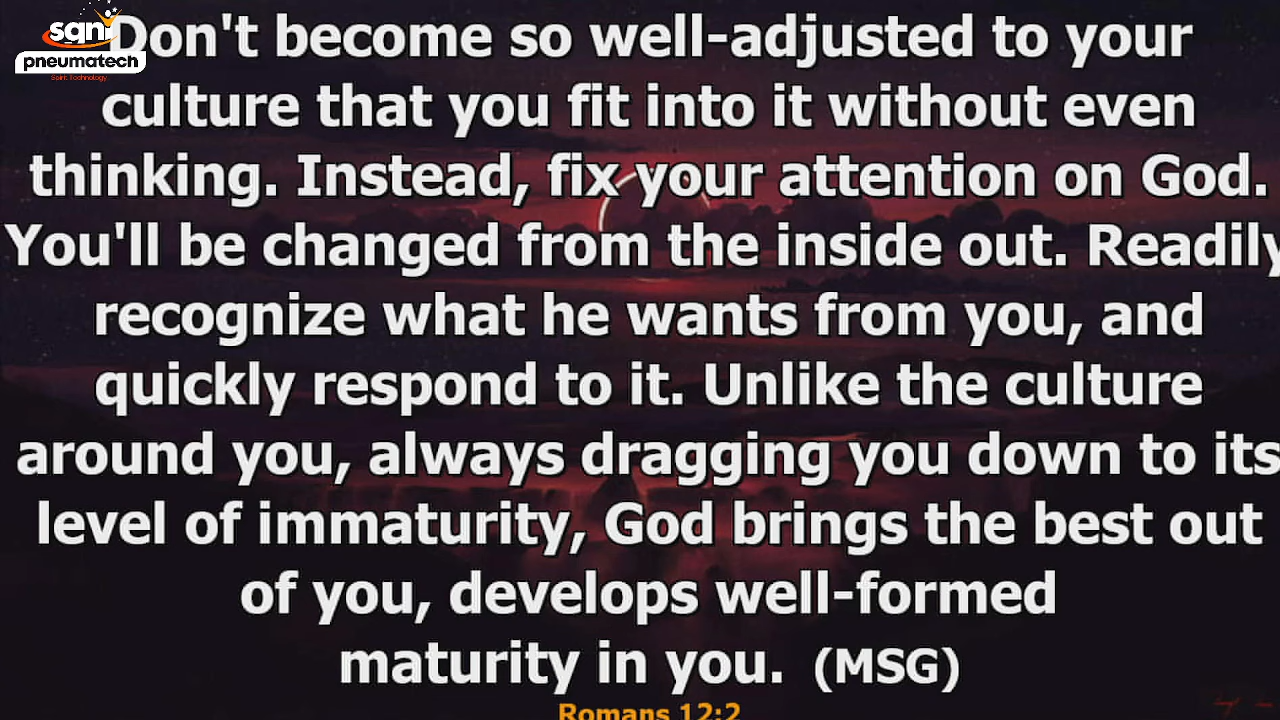 sqni
pneumatech
Spirit Technology
Don't become so well-adjusted to your
culture that you fit into it without even
thinking. Instead, fix your attention on God.
You'll be changed from the inside out. Readily
recognize what he wants from you, and
quickly respond to it. Unlike the culture
around you, always dragging you down to its
level of immaturity, God brings the best out
of you, develops well-formed
maturity in you. (MSG)
Romans 12:2